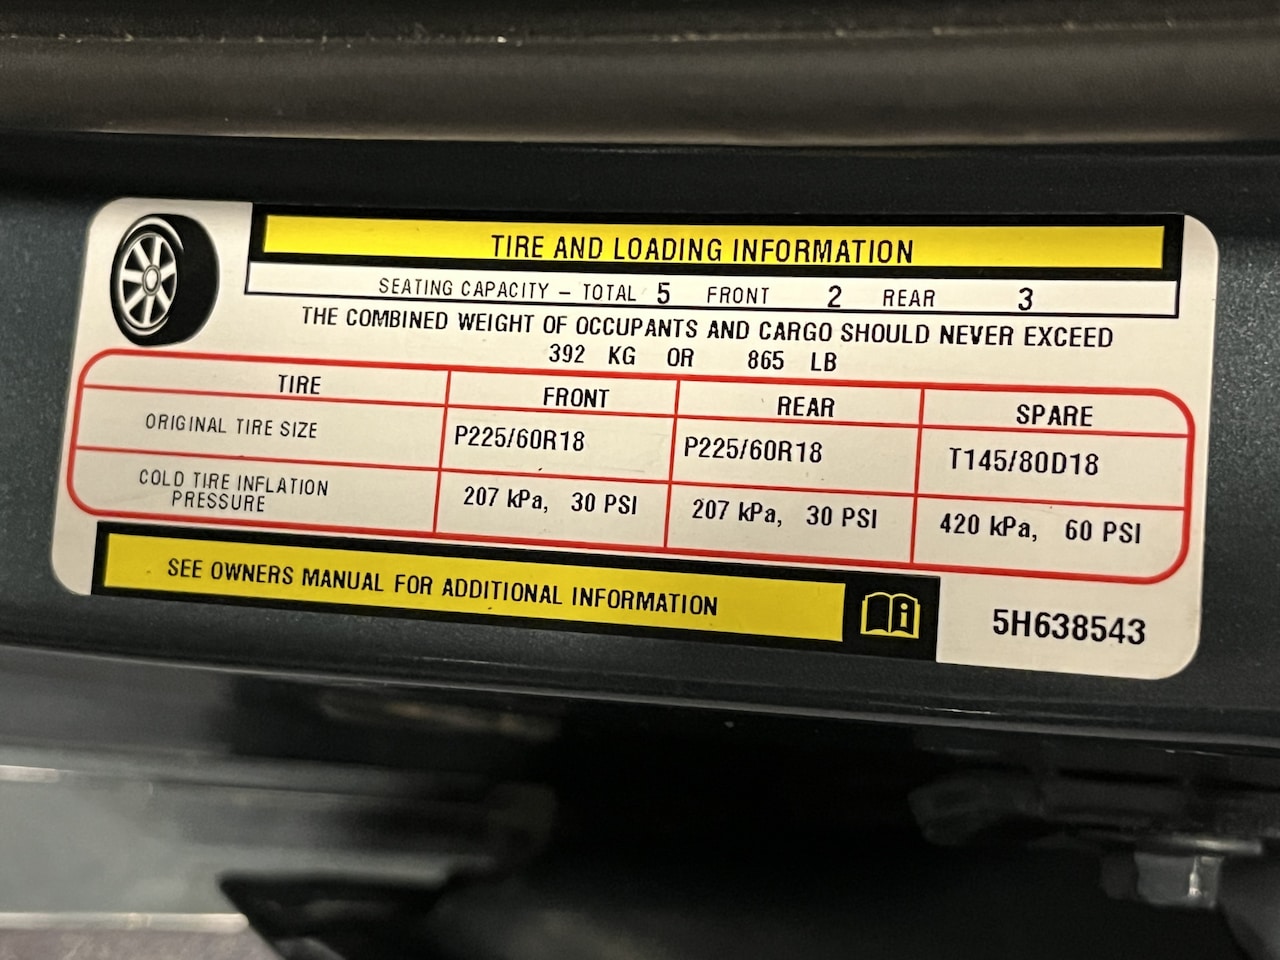 TIRE AND LOADING INFORMATION
SEATING CAPACITY – TOTAL 5 FRONT 2 REAR 3
THE COMBINED WEIGHT OF OCCUPANTS AND CARGO SHOULD NEVER EXCEED
392 KG OR 865 LB
TIRE FRONT REAR SPARE
ORIGINAL TIRE SIZE P225/60R18 P225/60R18 T145/80D18
COLD TIRE INFLATION
PRESSURE 207 kPa, 30 PSI 207 kPa, 30 PSI 420 kPa, 60 PSI
SEE OWNERS MANUAL FOR ADDITIONAL INFORMATION
5H638543